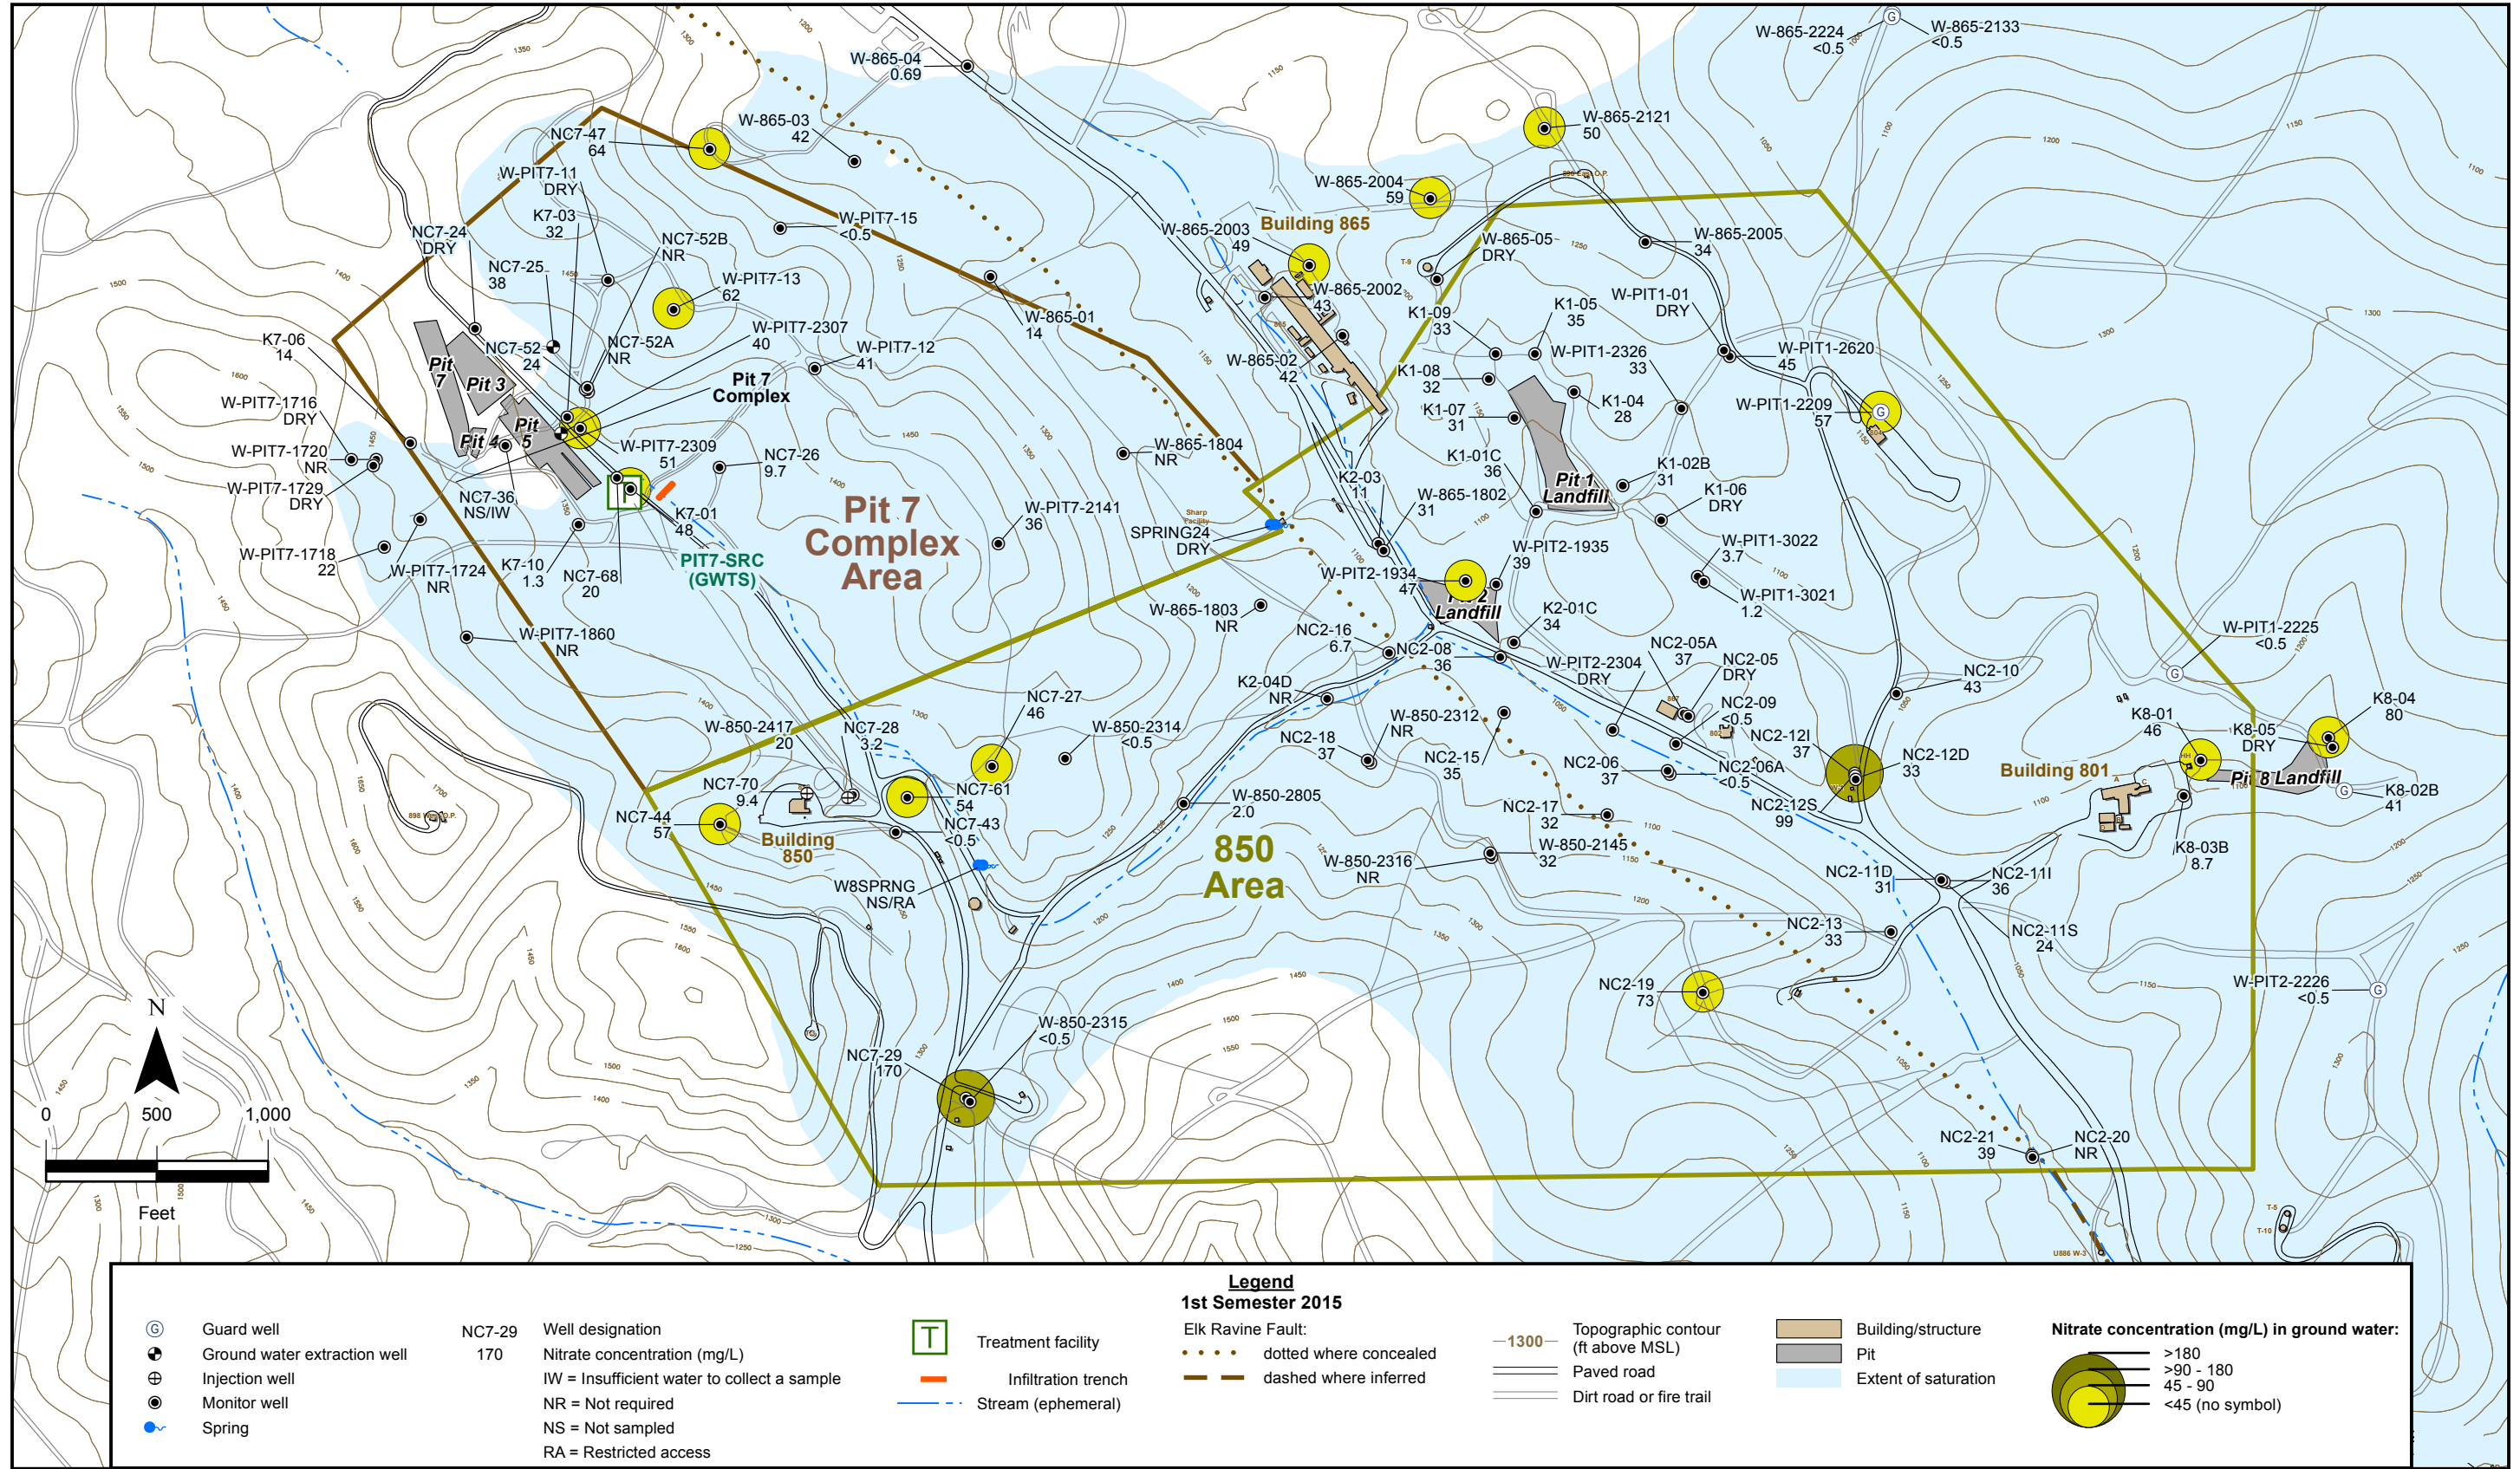 W-865-04
0.69
W-865-2224
<0.5
W-865-2133
<0.5
W-865-03
42
NC7-47
64
W-865-2121
50
W-PIT7-11
DRY
W-865-2004
59
K7-03
32
W-PIT7-15
<0.5
W-865-2003
49
Building 865
NC7-24
DRY
NC7-52B
NR
W-865-05
DRY
W-865-2005
34
NC7-25
38
W-PIT7-13
62
W-865-2002
43
W-PIT1-01
DRY
K1-05
35
K1-09
33
W-865-01
14
W-PIT7-2307
40
NC7-52A
NR
NC7-52
24
W-PIT7-12
41
K7-06
14
Pit
7
Pit 3
Pit 7
Complex
W-865-02
42
K1-08
32
W-PIT1-2326
33
W-PIT1-2620
45
K1-04
28
W-PIT1-2209
57
K1-07
31
W-PIT7-1716
DRY
Pit 4
Pit
5
W-PIT7-1720
NR
W-PIT7-2309
51
NC7-26
9.7
W-865-1804
NR
K1-01C
36
K2-03
11
W-865-1802
31
Pit 1
Landfill
K1-02B
31
K1-06
DRY
W-PIT7-1729
DRY
NC7-36
NS/IW
T
K7-01
48
Pit 7
Complex
Area
W-PIT7-2141
36
Sharp
Facility
SPRING24
DRY
W-PIT7-1718
22
W-PIT7-1724
NR
K7-10
1.3
NC7-68
20
PIT7-SRC
(GWTS)
W-PIT2-1934
47
W-PIT2-1935
39
W-PIT1-3022
3.7
W-PIT1-3021
1.2
Landfill
W-PIT7-1860
NR
W-865-1803
NR
NC2-16
6.7
NC2-08
36
K2-01C
34
W-PIT2-2304
DRY
NC2-05A
37
NC2-05
DRY
W-PIT1-2225
<0.5
NC2-10
43
K2-04D
NR
NC7-27
46
W-850-2314
<0.5
W-850-2312
NR
NC2-18
37
NC2-15
35
NC2-09
<0.5
NC2-12I
37
NC2-06
37
NC2-06A
<0.5
NC2-12D
33
NC2-12S
99
Building 801
K8-01
46
K8-04
80
K8-05
DRY
Pit 8 Landfill
K8-02B
41
K8-03B
8.7
W-850-2417
20
NC7-28
3.2
NC7-70
9.4
NC7-61
54
NC7-44
57
Building
850
NC7-43
<0.5
W8SPRNG
NS/RA
W-850-2805
2.0
850
Area
NC2-17
32
W-850-2145
32
W-850-2316
NR
NC2-11D
31
NC2-11I
36
NC2-13
33
NC2-11S
24
NC2-19
73
W-PIT2-2226
<0.5
W-850-2315
<0.5
NC7-29
170
NC2-21
39
NC2-20
NR
T-5
T-10
T-9
N
0
500
1,000
Feet
Legend
1st Semester 2015
G
Guard well
Ground water extraction well
Injection well
Monitor well
Spring
NC7-29
Well designation
170
Nitrate concentration (mg/L)
IW = Insufficient water to collect a sample
NR = Not required
NS = Not sampled
RA = Restricted access
T
Treatment facility
Infiltration trench
Stream (ephemeral)
Elk Ravine Fault:
dotted where concealed
dashed where inferred
1300
Topographic contour
(ft above MSL)
Paved road
Dirt road or fire trail
Building/structure
Pit
Extent of saturation
Nitrate concentration (mg/L) in ground water:
>180
>90 - 180
45 - 90
<45 (no symbol)